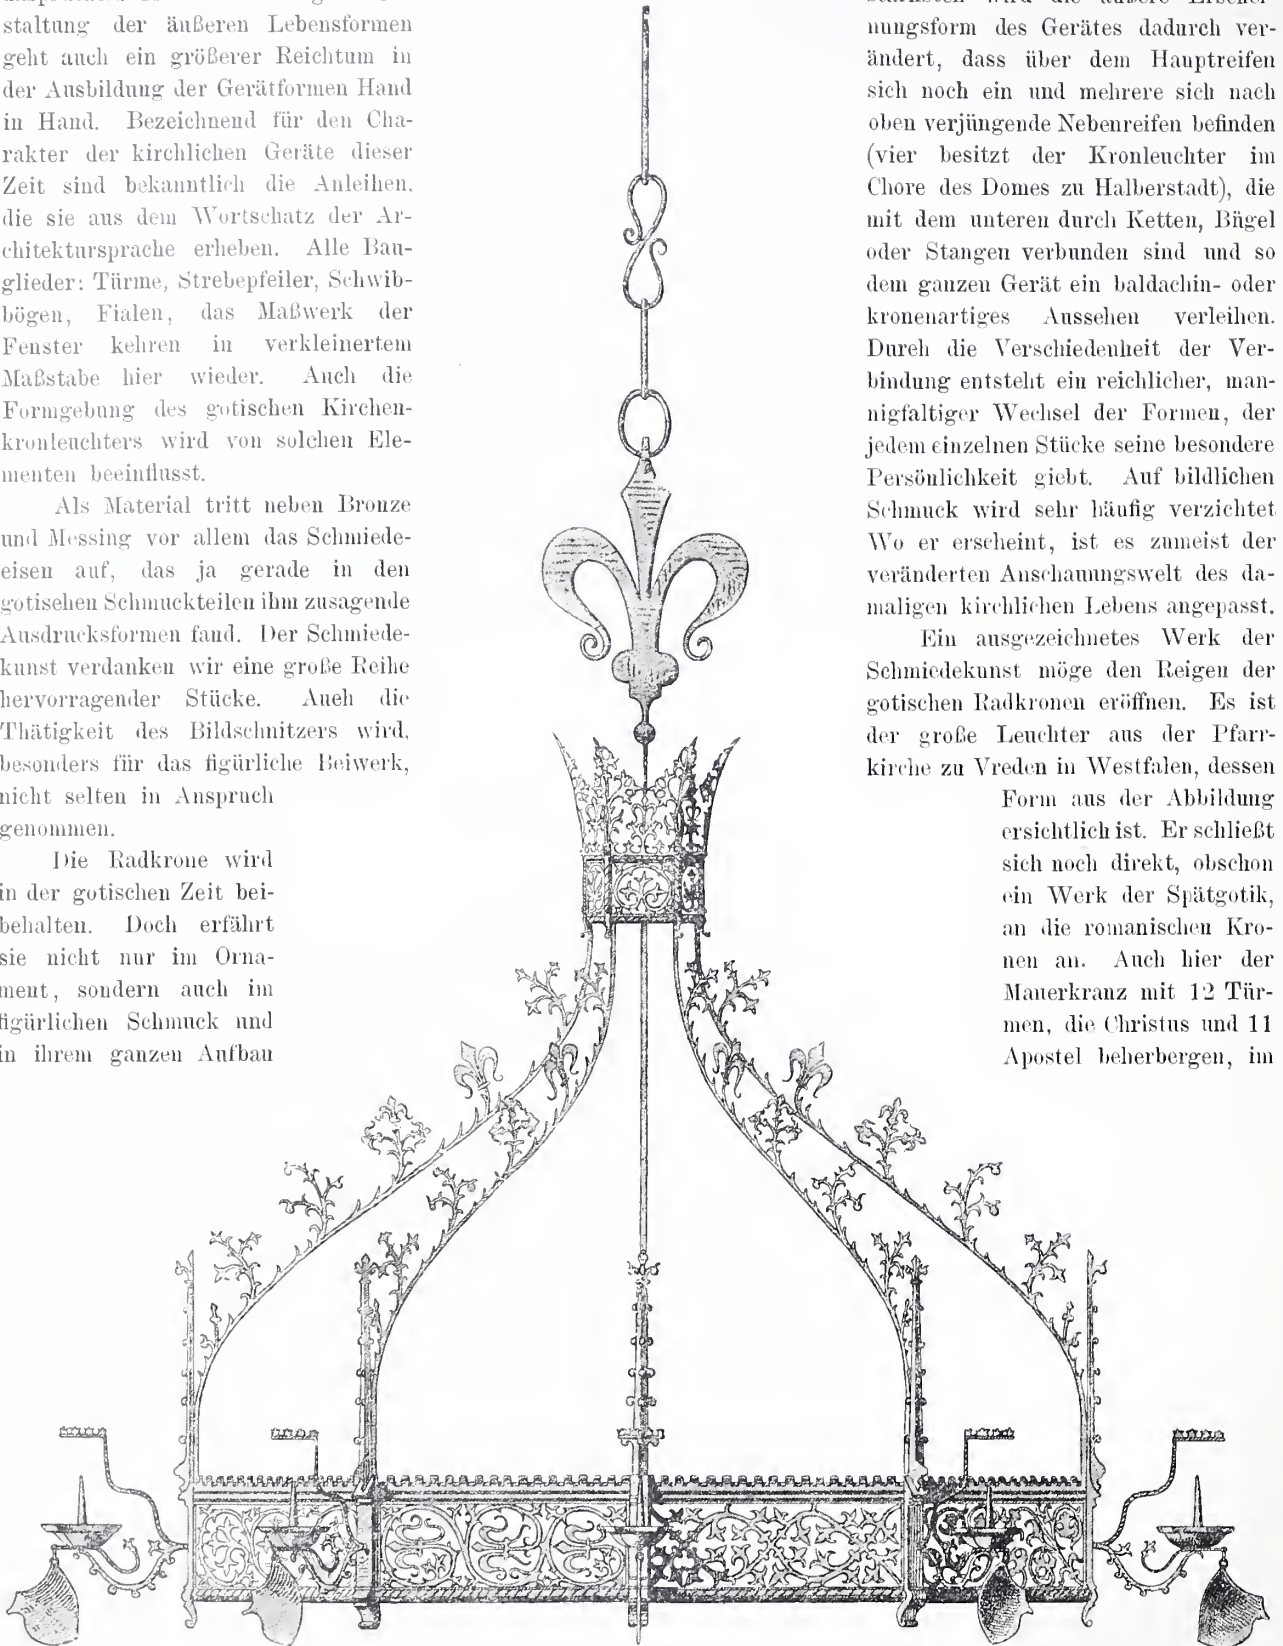 staltung der äußeren Lebensformen
geht auch ein größerer Reichtum in
der Ausbildung der Gerätformen Hand
in Hand. Bezeichnend für den Cha-
rakter der kirchlichen Geräte dieser
Zeit sind bekanntlich die Anleihen,
die sie aus dem Wortschatz der Ar-
chitektursprache erheben. Alle Bau-
glieder: Türme, Strebepfeiler, Schwib-
bögen, Fialen, das Maßwerk der
Fenster kehren in verkleinertem
Maßstabe hier wieder. Auch die
Formgebung des gotischen Kirchen-
kronleuchters wird von solchen Ele-
menten beeinflusst.
Als Material tritt neben Bronze
und Messing vor allem das Schmiede-
eisen auf, das ja gerade in den
gotischen Schmuckteilen ihm zusagende
Ausdrucksformen fand. Der Schmiede-
kunst verdanken wir eine große Reihe
hervorragender Stücke. Auch die
Thätigkeit des Bildschnitzers wird,
besonders für das figürliche Beiwerk,
nicht selten in Anspruch
genommen.
Die Radkrone wird
in der gotischen Zeit bei-
behalten. Doch erfährt
sie nicht nur im Orna-
ment, sondern auch im
figürlichen Schmuck und
in ihrem ganzen Aufbau
stärksten wird die äußere Erschei-
nungsform des Gerätes dadurch ver-
ändert, dass über dem Hauptreifen
sich noch ein und mehrere sich nach
oben verjüngende Nebenreifen befinden
(vier besitzt der Kronleuchter im
Chore des Domes zu Halberstadt), die
mit dem unteren durch Ketten, Bügel
oder Stangen verbunden sind und so
dem ganzen Gerät ein baldachin- oder
kronenartiges Aussehen verleihen.
Durch die Verschiedenheit der Ver-
bindung entsteht ein reichlicher, man-
nigfaltiger Wechsel der Formen, der
jedem einzelnen Stücke seine besondere
Persönlichkeit giebt. Auf bildlichen
Schmuck wird sehr häufig verzichtet
Wo er erscheint, ist es zumeist der
veränderten Anschauungswelt des da-
maligen kirchlichen Lebens angepasst.
Ein ausgezeichnetes Werk der
Schmiedekunst möge den Reigen der
gotischen Radkronen eröffnen. Es ist
der große Leuchter aus der Pfarr-
kirche zu Vreden in Westfalen, dessen
Form aus der Abbildung
ersichtlich ist. Er schließt
sich noch direkt, obschon
ein Werk der Spätgotik,
an die romanischen Kro-
nen an. Auch hier der
Mauerkranz mit 12 Tür-
men, die Christus und 11
Apostel beherbergen, im